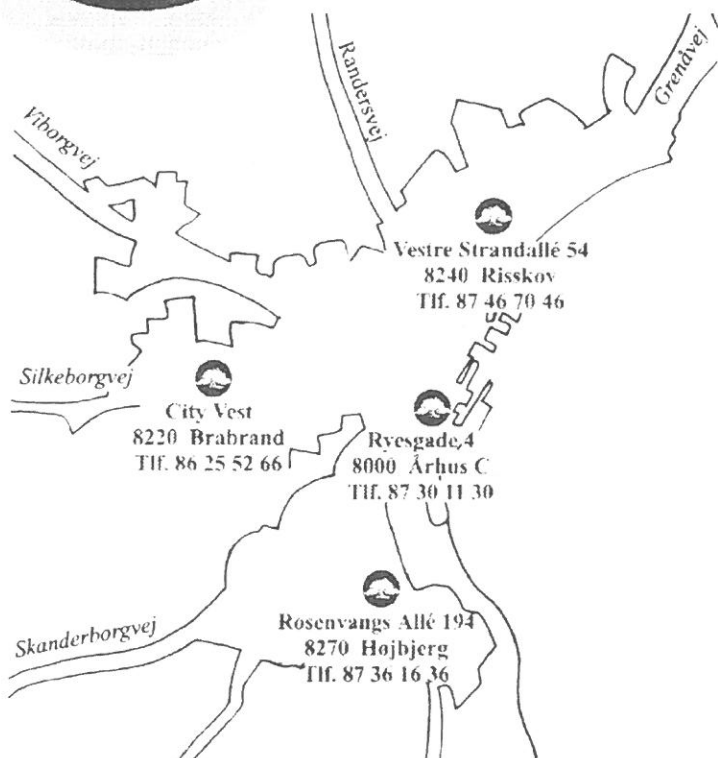 Randersvej
Grenåvej
Viborgvej
Vestre Strandallé 54
8240 Risskov
Tlf. 87 46 70 46
Silkeborgvej
City Vest
8220 Brabrand
Tlf. 86 25 52 66
Ryesgade 4
8000 Århus C
Tlf. 87 30 11 30
Rosenvangs Allé 194
8270 Højbjerg
Tlf. 87 36 16 36
Skanderborgvej